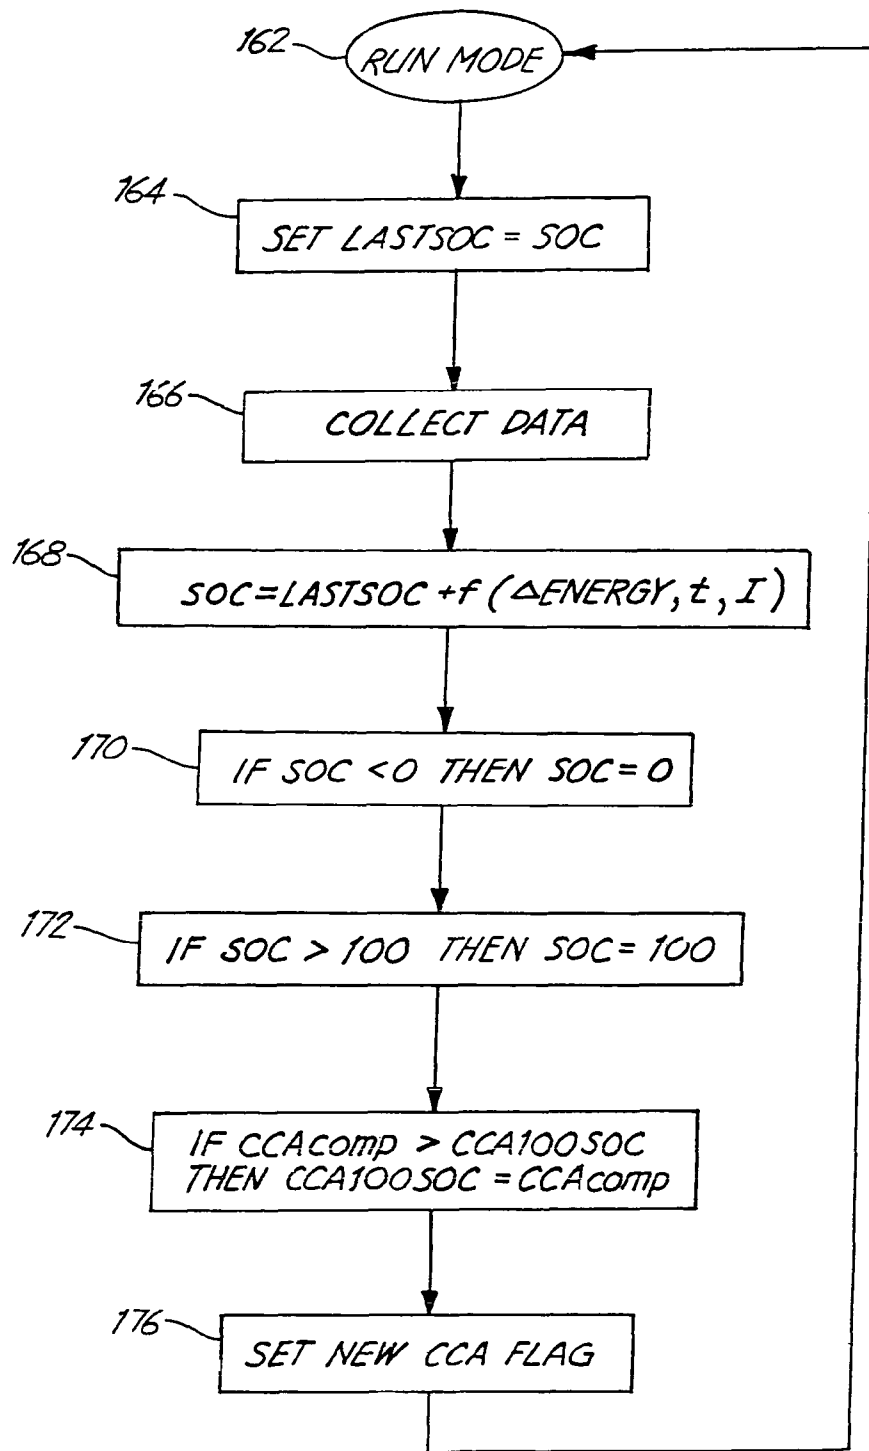 162
RUN MODE
164
SET LASTSOC = SOC
166
COLLECT DATA
168
SOC=LASTSOC +f (ΔENERGY, t, I)
170
IF SOC <0 THEN SOC=0
172
IF SOC > 100 THEN SOC= 100
174
IF CCAcomp > CCA100SOC
THEN CCA100SOC =CCAcomp
176
SET NEW CCA FLAG